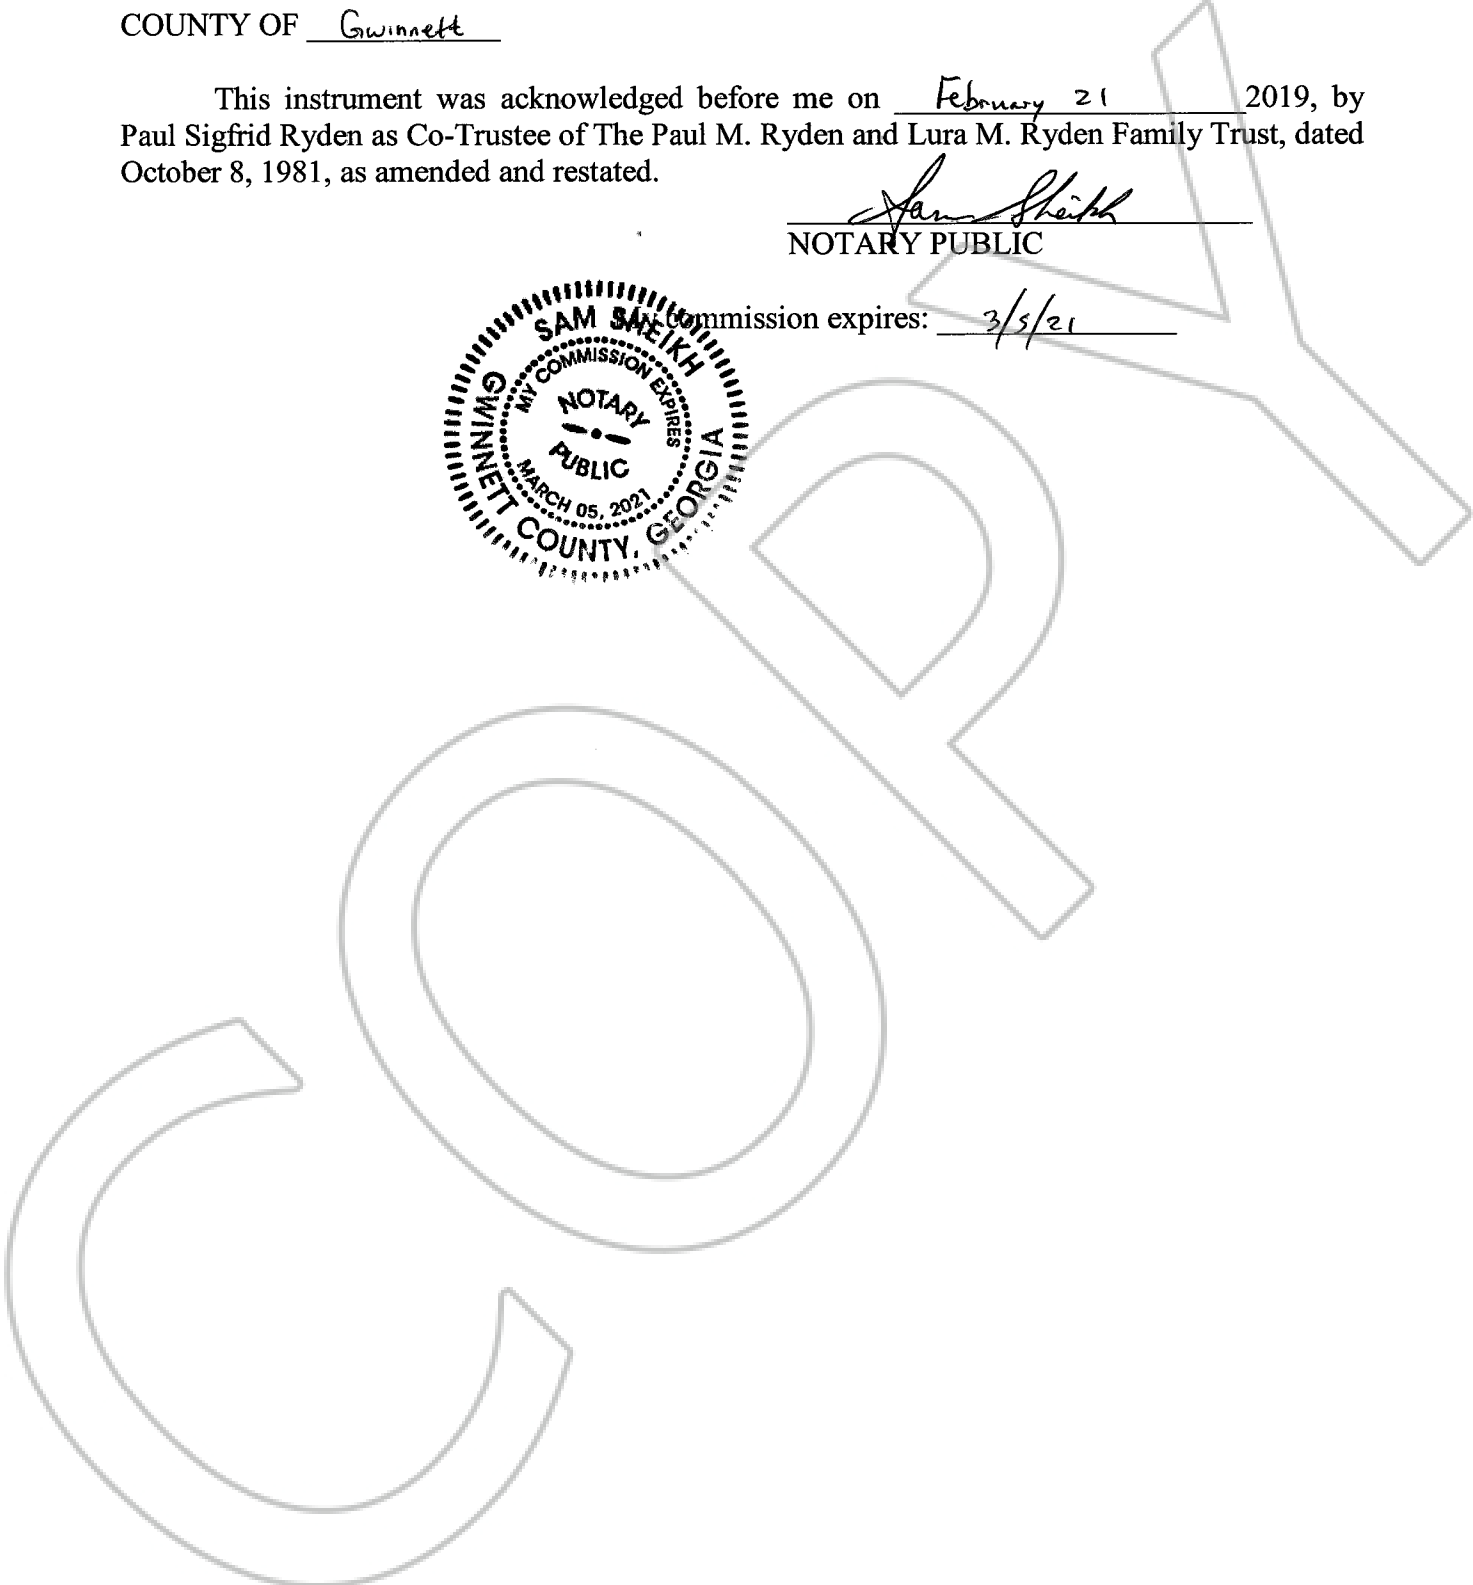 COUNTY OF Gwinnett
This instrument was acknowledged before me on February 21 2019, by
Paul Sigfrid Ryden as Co-Trustee of The Paul M. Ryden and Lura M. Ryden Family Trust, dated
October 8, 1981, as amended and restated.
Sam Sheikh
NOTARY PUBLIC
My commission expires: 3/5/21
SAM SHEIKH
MY COMMISSION EXPIRES
NOTARY
PUBLIC
MARCH 05, 2021
GWINNETT COUNTY, GEORGIA
COPY